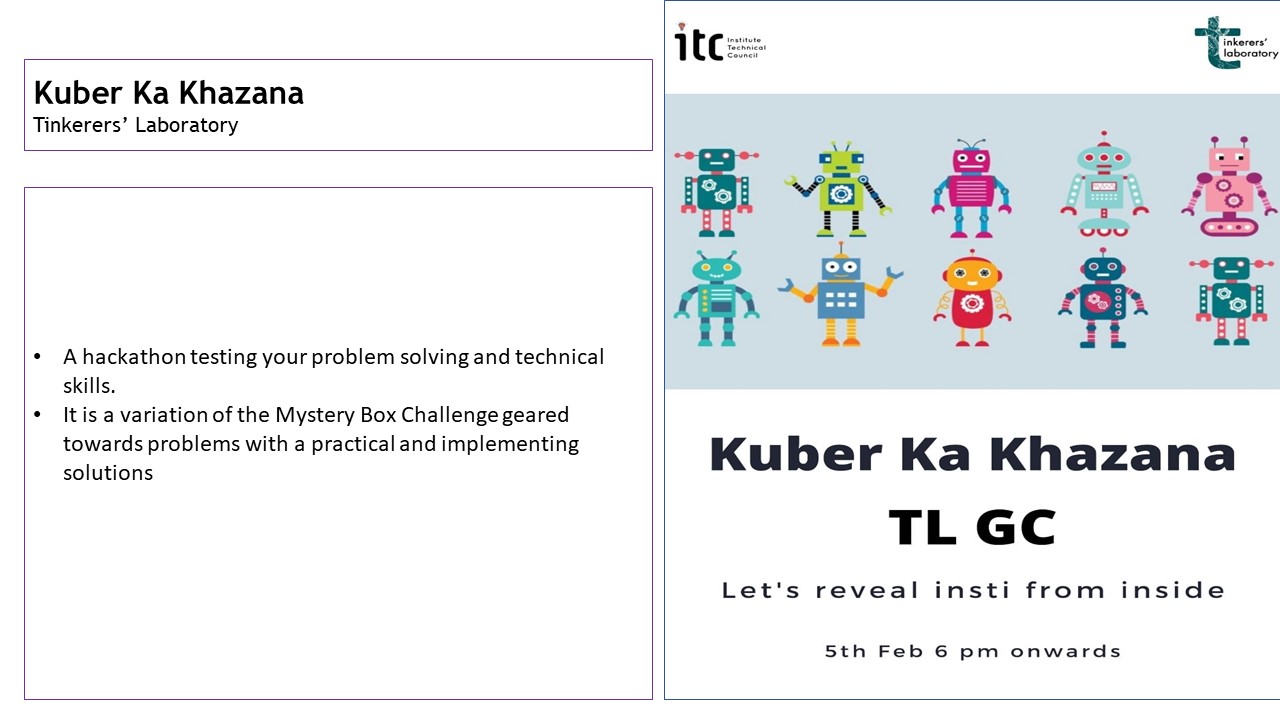 Kuber Ka Khazana
Tinkerers’ Laboratory
• A hackathon testing your problem solving and technical
skills.
• It is a variation of the Mystery Box Challenge geared
towards problems with a practical and implementing
solutions
itc
Institute
Technical
Council
tinkerers'
laboratory
Kuber Ka Khazana
TL GC
Let's reveal insti from inside
5th Feb 6 pm onwards